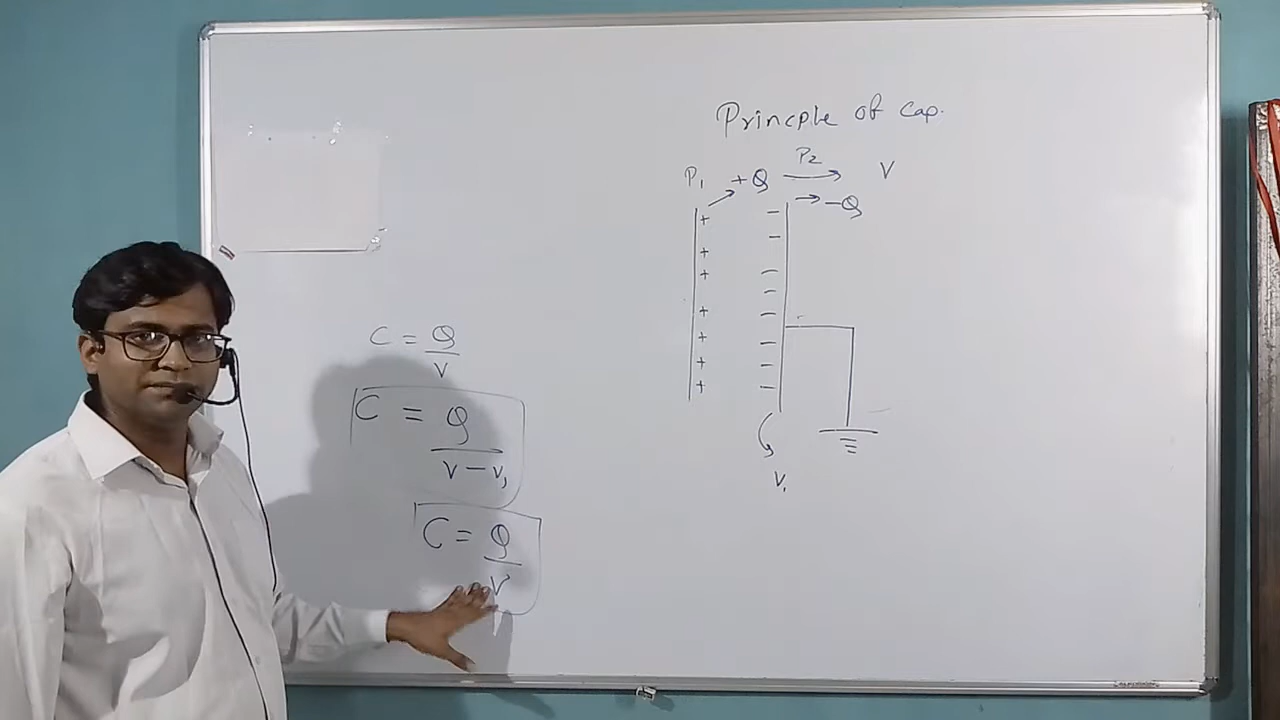 Princple of cap.
P₁ +Q P₂ V
-Q
C = Q/V
C = Q/V-V₁
V₁
C = Q/V